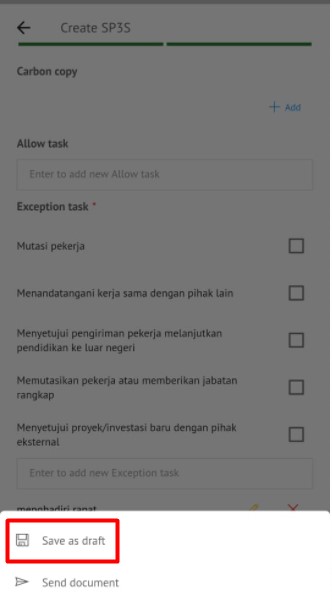 Create SP3S
Carbon copy
+ Add
Allow task
Enter to add new Allow task
Exception task *
Mutasi pekerja
Menandatangani kerja sama dengan pihak lain
Menyetujui pengiriman pekerja melanjutkan
pendidikan ke luar negeri
Memutasikan pekerja atau memberikan jabatan
rangkap
Menyetujui proyek/investasi baru dengan pihak
eksternal
Enter to add new Exception task
menghadiri rapat
Save as draft
Send document